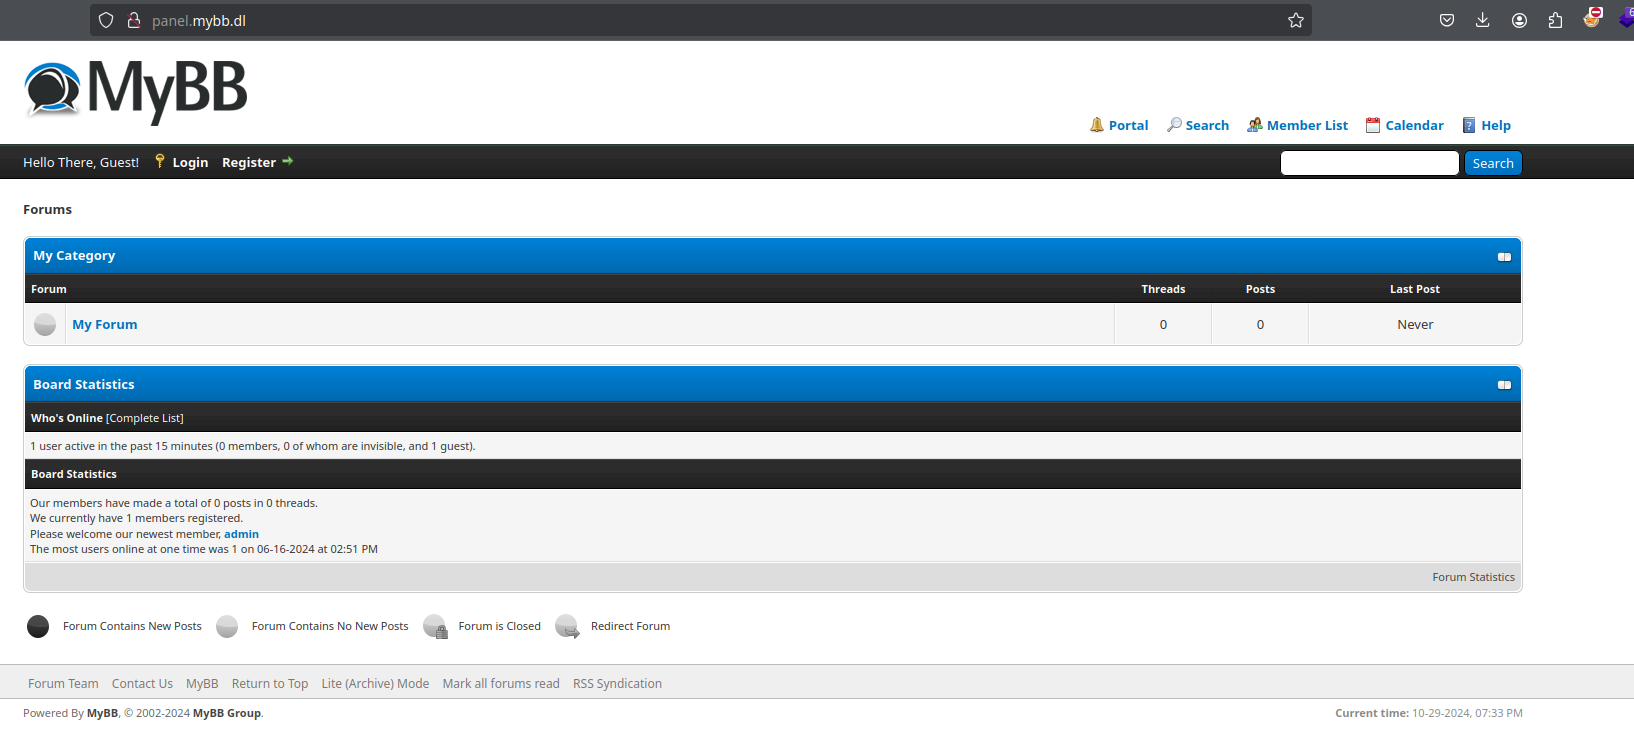 panel.mybb.dl
6
MyBB
Portal Search Member List Calendar Help
Hello There, Guest! Login Register Search
Forums
My Category
Forum Threads Posts Last Post
My Forum 0 0 Never
Board Statistics
Who's Online [Complete List]
1 user active in the past 15 minutes (0 members, 0 of whom are invisible, and 1 guest).
Board Statistics
Our members have made a total of 0 posts in 0 threads.
We currently have 1 members registered.
Please welcome our newest member, admin
The most users online at one time was 1 on 06-16-2024 at 02:51 PM
Forum Statistics
Forum Contains New Posts Forum Contains No New Posts Forum is Closed Redirect Forum
Forum Team Contact Us MyBB Return to Top Lite (Archive) Mode Mark all forums read RSS Syndication
Powered By MyBB, © 2002-2024 MyBB Group. Current time: 10-29-2024, 07:33 PM